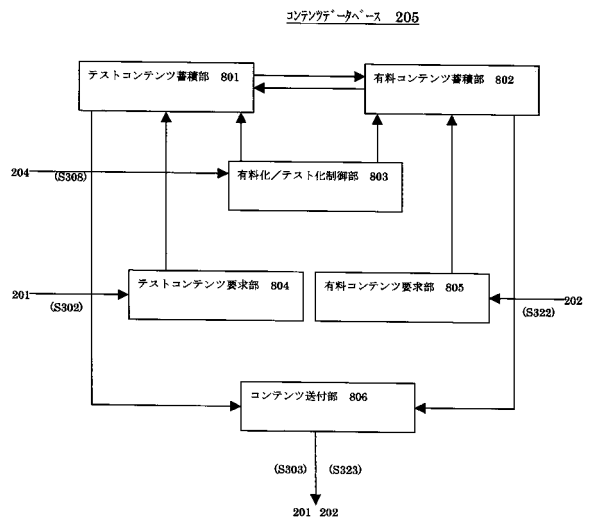 コンテンツデータベース 205
テストコンテンツ蓄積部 801
有料コンテンツ蓄積部 802
204
(S308)
有料化/テスト化制御部 803
テストコンテンツ要求部 804
有料コンテンツ要求部 805
201
(S302)
202
(S322)
コンテンツ送付部 806
(S303) (S323)
201 202